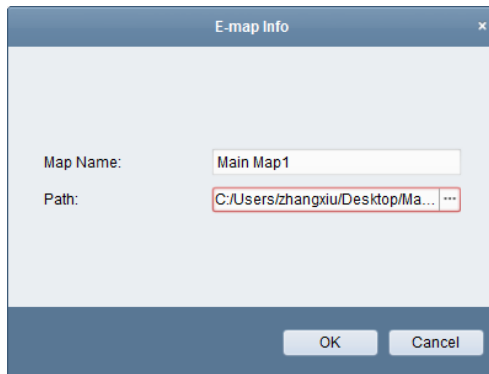 E-map Info ×
Map Name: Main Map1
Path: C:/Users/zhangxiu/Desktop/Ma... ...
OK Cancel